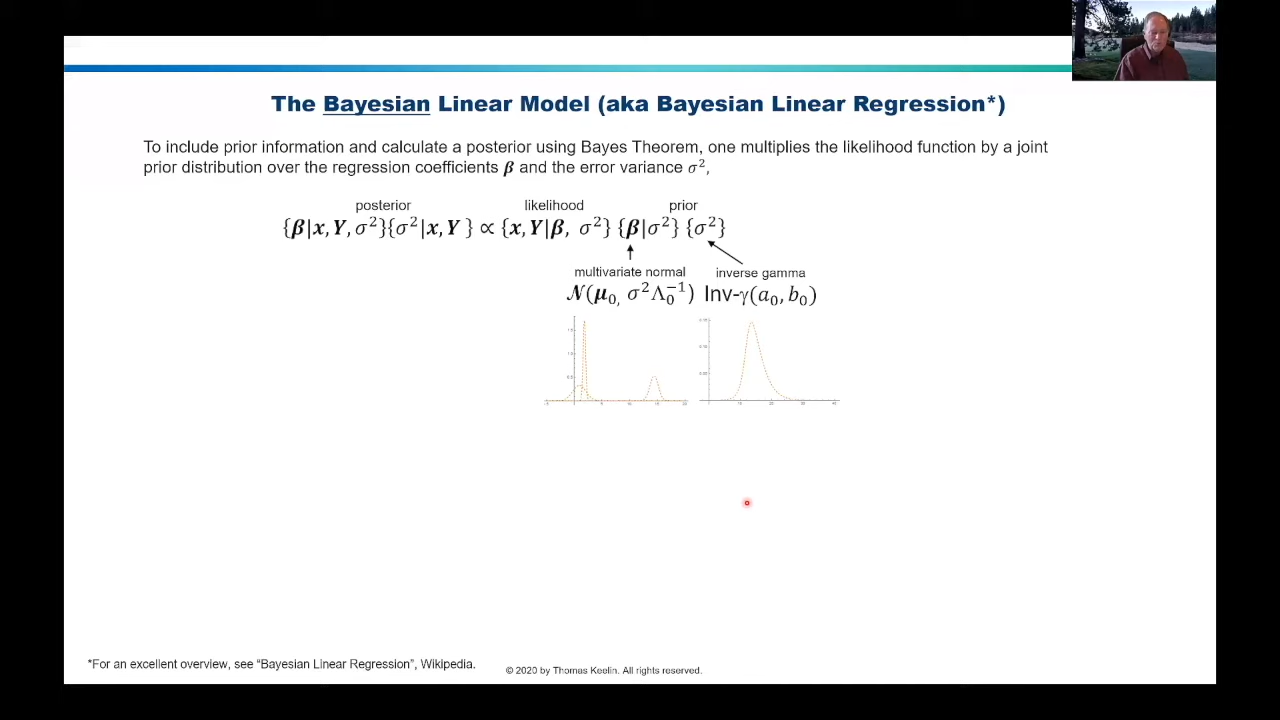 The Bayesian Linear Model (aka Bayesian Linear Regression*)
To include prior information and calculate a posterior using Bayes Theorem, one multiplies the likelihood function by a joint
prior distribution over the regression coefficients β and the error variance σ²,
posterior likelihood prior
{β|x, Y, σ²}{σ²|x, Y } ∝ {x, Y|β, σ²} {β|σ²} {σ²}
multivariate normal inverse gamma
𝒩(μ₀, σ²Λ₀⁻¹) Inv-γ(a₀, b₀)
*For an excellent overview, see “Bayesian Linear Regression”, Wikipedia.
© 2020 by Thomas Keelin. All rights reserved.